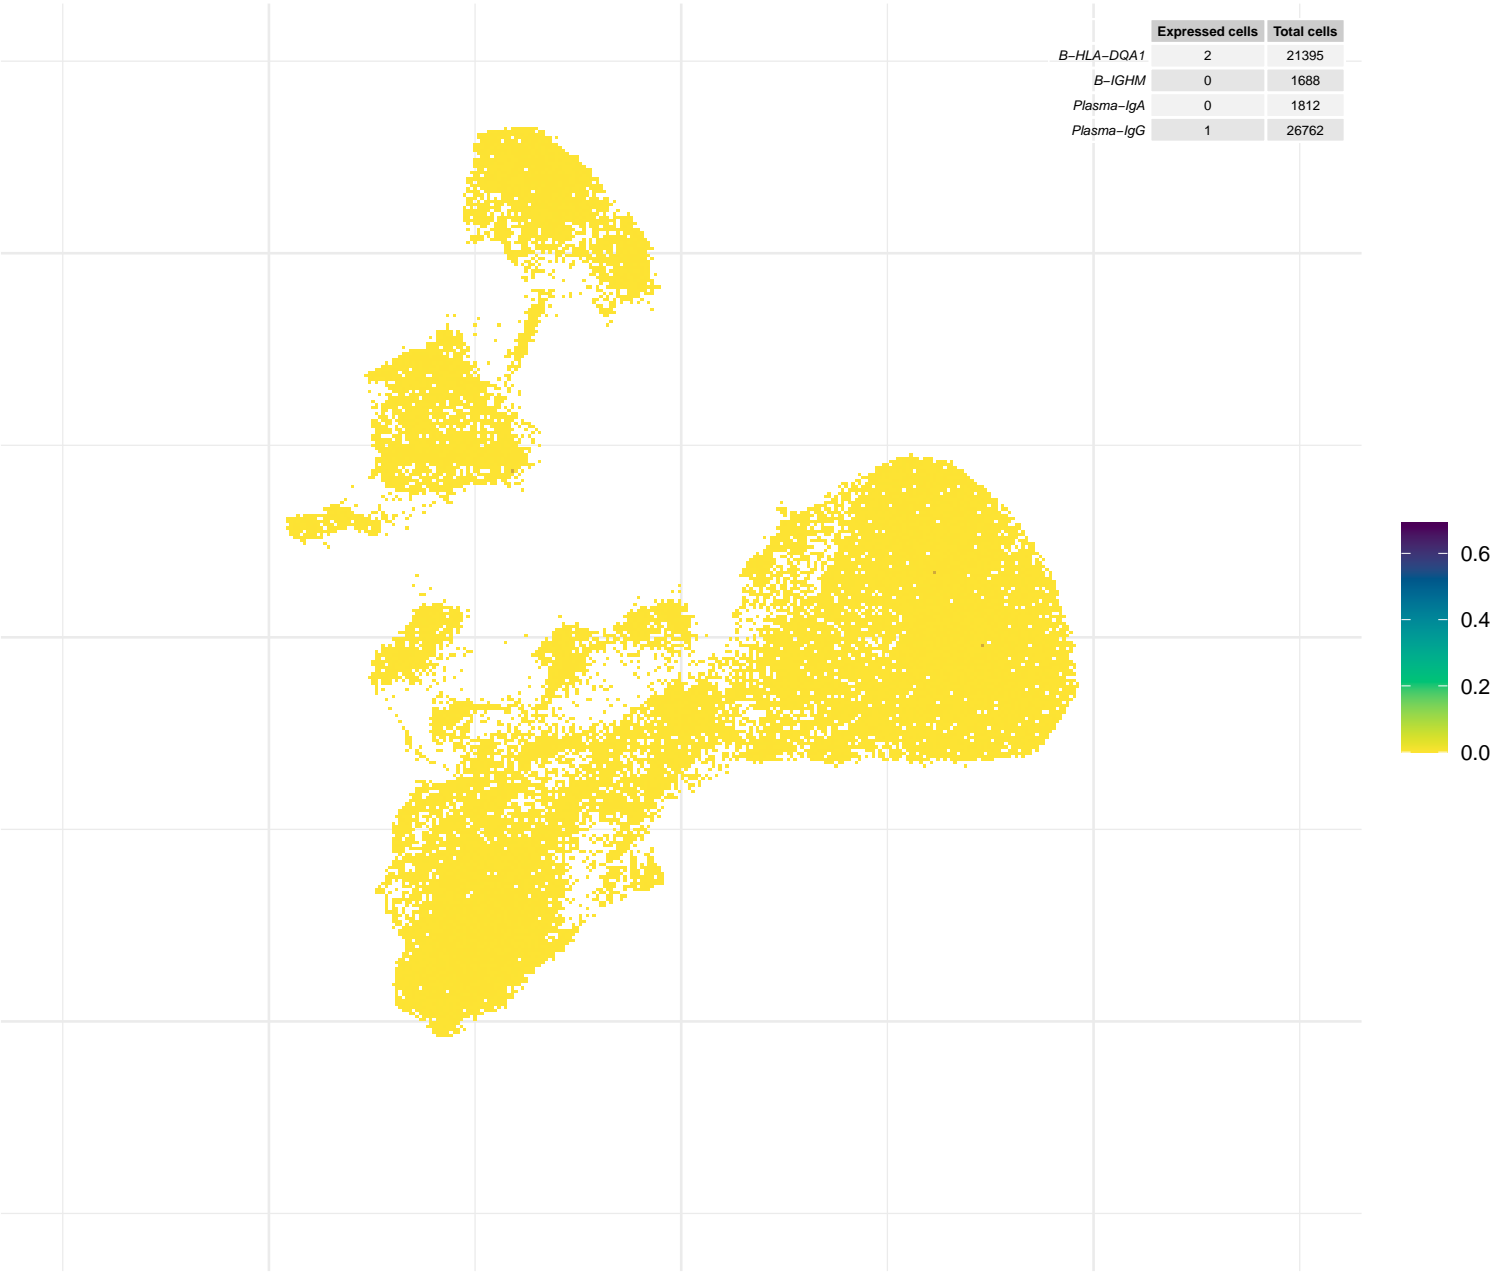 Expressed cells Total cells
B−HLA−DQA1 2 21395
B−IGHM 0 1688
Plasma−IgA 0 1812
Plasma−IgG 1 26762
0.6
0.4
0.2
0.0